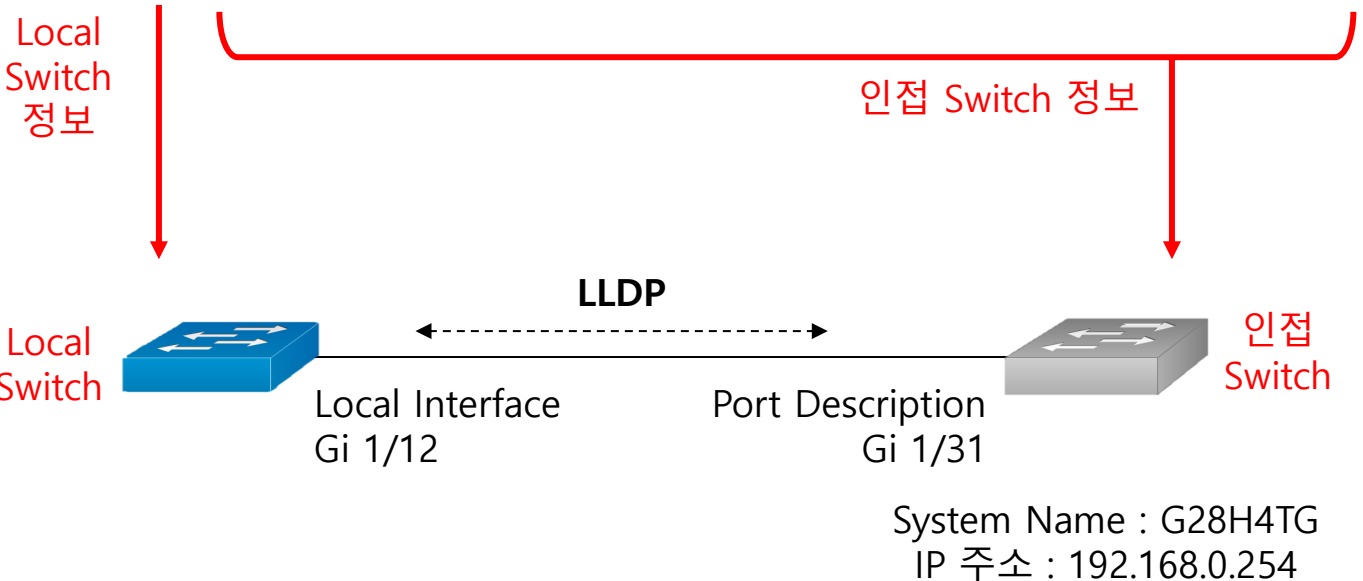 Local
Switch
정보
인접 Switch 정보
LLDP
Local
Switch
인접
Switch
Local Interface
Gi 1/12
Port Description
Gi 1/31
System Name : G28H4TG
IP 주소 : 192.168.0.254